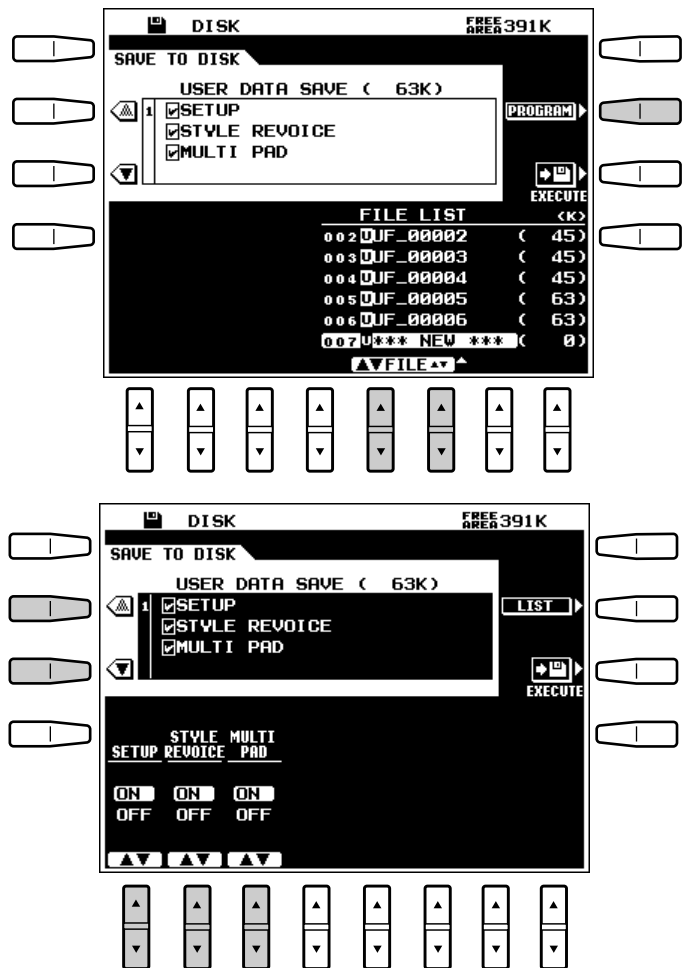 DISK
FREE AREA 391K
SAVE TO DISK
USER DATA SAVE ( 63K)
1 SETUP
STYLE REVOICE
MULTI PAD
PROGRAM
EXECUTE
FILE LIST (K)
002 U UF_00002 ( 45)
003 U UF_00003 ( 45)
004 U UF_00004 ( 45)
005 U UF_00005 ( 63)
006 U UF_00006 ( 63)
007 U *** NEW *** ( 0)
▲▼FILE▲▼
DISK
FREE AREA 391K
SAVE TO DISK
USER DATA SAVE ( 63K)
1 SETUP
STYLE REVOICE
MULTI PAD
LIST
EXECUTE
SETUP STYLE REVOICE MULTI PAD
ON ON ON
OFF OFF OFF
▲▼ ▲▼ ▲▼